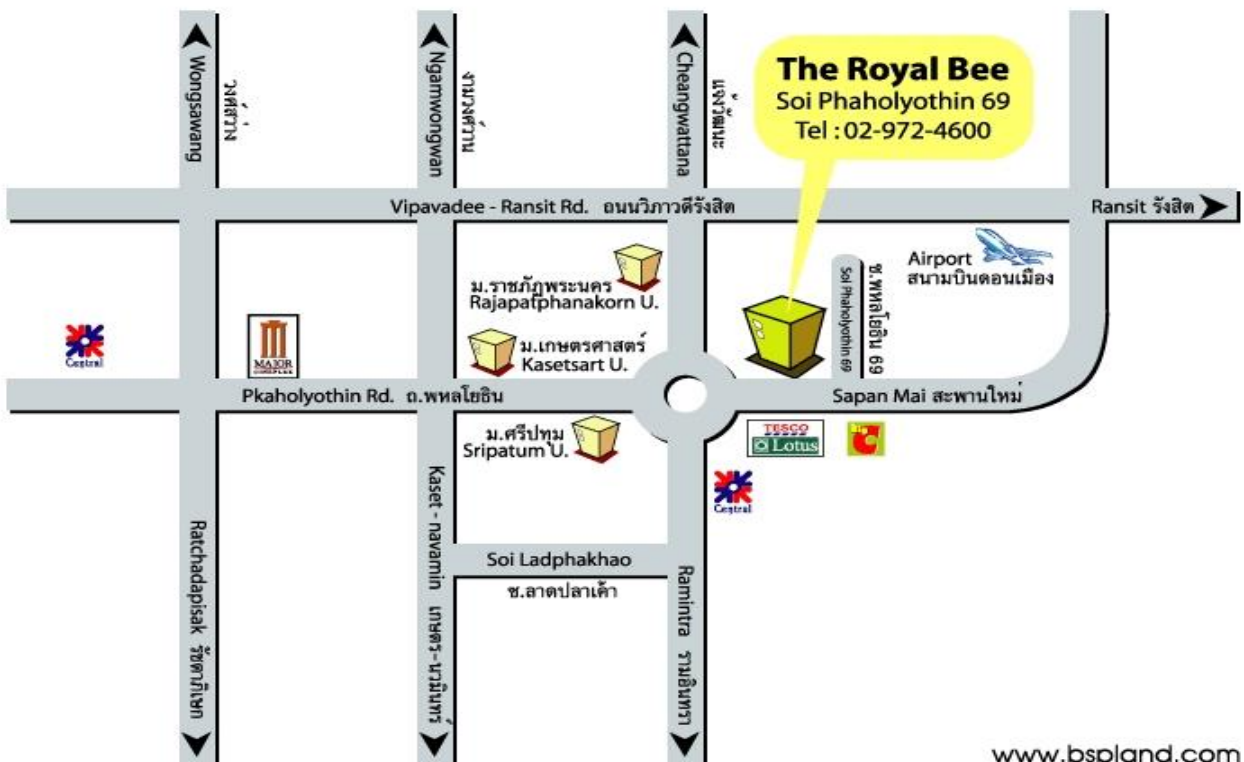 The Royal Bee
Soi Phaholyothin 69
Tel : 02-972-4600
Wongsawang
วงศ์สว่าง
Ngamwongwan
งามวงศ์วาน
Cheangwattana
แจ้งวัฒนะ
Vipavadee - Ransit Rd. ถนนวิภาวดีรังสิต
Ransit รังสิต
Airport
สนามบินดอนเมือง
ม.ราชภัฏพระนคร
Rajapatphanakorn U.
Soi Phaholyothin 69
ซ.พหลโยธิน 69
Central
MAJOR
CINEPLEX
ม.เกษตรศาสตร์
Kasetsart U.
Pkaholyothin Rd. ถ.พหลโยธิน
Sapan Mai สะพานใหม่
ม.ศรีปทุม
Sripatum U.
TESCO
Lotus
Central
Soi Ladphakhao
ซ.ลาดปลาเค้า
Ratchadapisak รัชดาภิเษก
Kaset - navamin เกษตร-นวมินทร์
Ramintra รามอินทรา
www.bspland.com